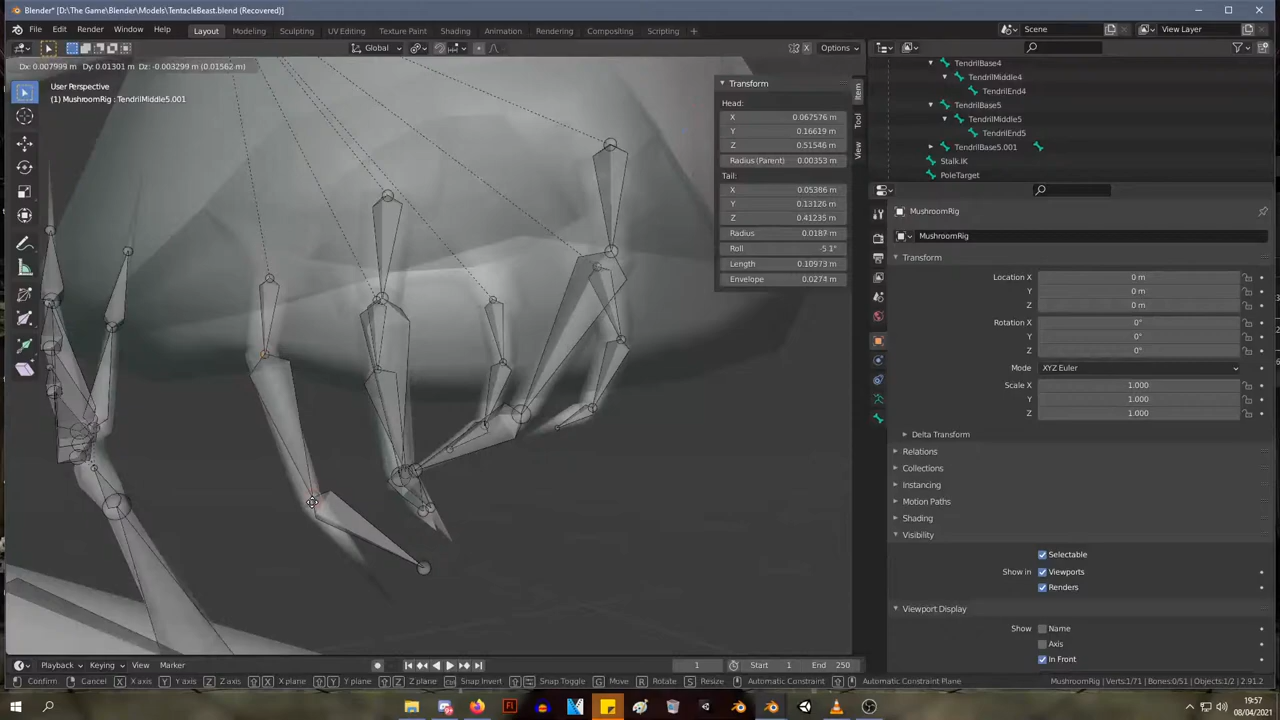 Blender* [D:\The Game\Blender\Models\TentacleBeast.blend (Recovered)]
File Edit Render Window Help Layout Modeling Sculpting UV Editing Texture Paint Shading Animation Rendering Compositing Scripting Scene View Layer
Global Options
Dx: 0.007999 m Dy: 0.01301 m Dz: -0.003299 m (0.01562 m)
User Perspective
(1) MushroomRig : TendrilMiddle5.001
Transform
Head:
X 0.067576 m
Y 0.16619 m
Z 0.51546 m
Radius (Parent) 0.00353 m
Tail:
X 0.05386 m
Y 0.13126 m
Z 0.41235 m
Radius 0.0187 m
Roll -5.1°
Length 0.10973 m
Envelope 0.0274 m
Item
Tool
View
TendrilBase4
TendrilMiddle4
TendrilEnd4
TendrilBase5
TendrilMiddle5
TendrilEnd5
TendrilBase5.001
Stalk.IK
PoleTarget
MushroomRig
MushroomRig
Transform
Location X 0 m
Y 0 m
Z 0 m
Rotation X 0°
Y 0°
Z 0°
Mode XYZ Euler
Scale X 1.000
Y 1.000
Z 1.000
Delta Transform
Relations
Collections
Instancing
Motion Paths
Shading
Visibility
Selectable
Show in Viewports
Renders
Viewport Display
Show Name
Axis
In Front
Playback Keying View Marker 1 Start 1 End 250
Confirm Cancel X X axis Y Y axis Z Z axis X X plane Y Y plane Z Z plane Snap Invert Snap Toggle G Move R Rotate S Resize Automatic Constraint Automatic Constraint Plane MushroomRig | Verts:1/71 | Bones:0/51 | Objects:1/2 | 2.91.2
19:57
08/04/2021